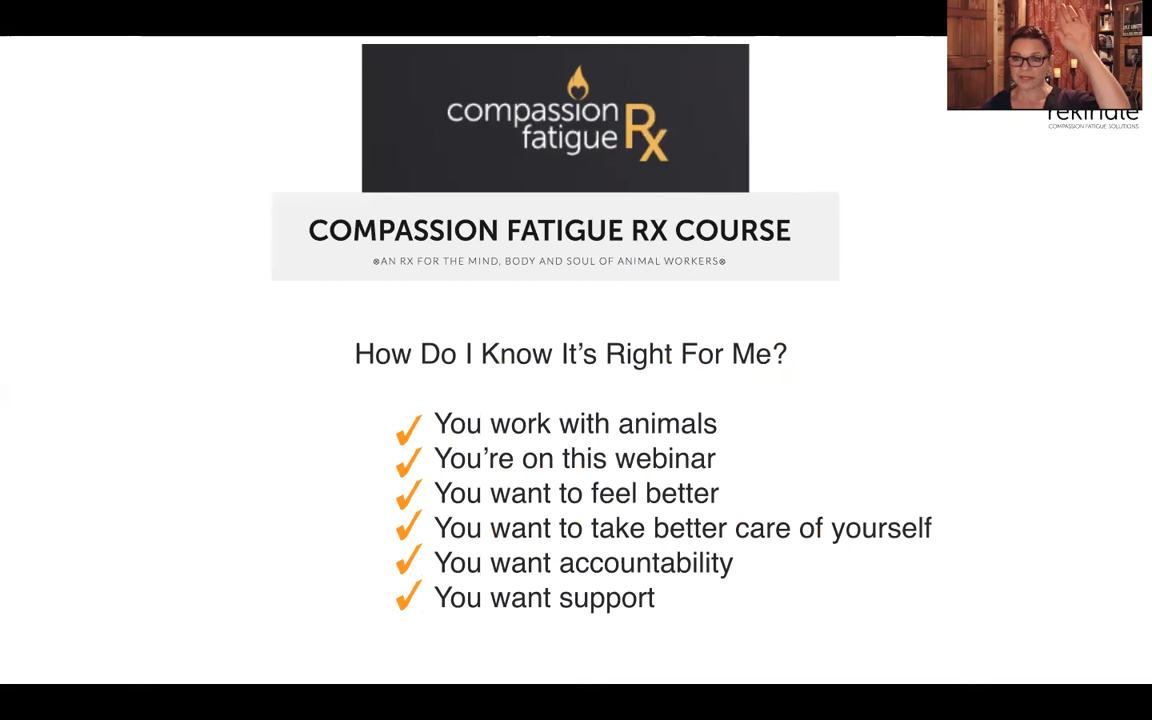 compassion
fatigue Rx
rekindle
COMPASSION FATIGUE SOLUTIONS
COMPASSION FATIGUE RX COURSE
⊗AN RX FOR THE MIND, BODY AND SOUL OF ANIMAL WORKERS⊗
How Do I Know It’s Right For Me?
✓ You work with animals
✓ You’re on this webinar
✓ You want to feel better
✓ You want to take better care of yourself
✓ You want accountability
✓ You want support